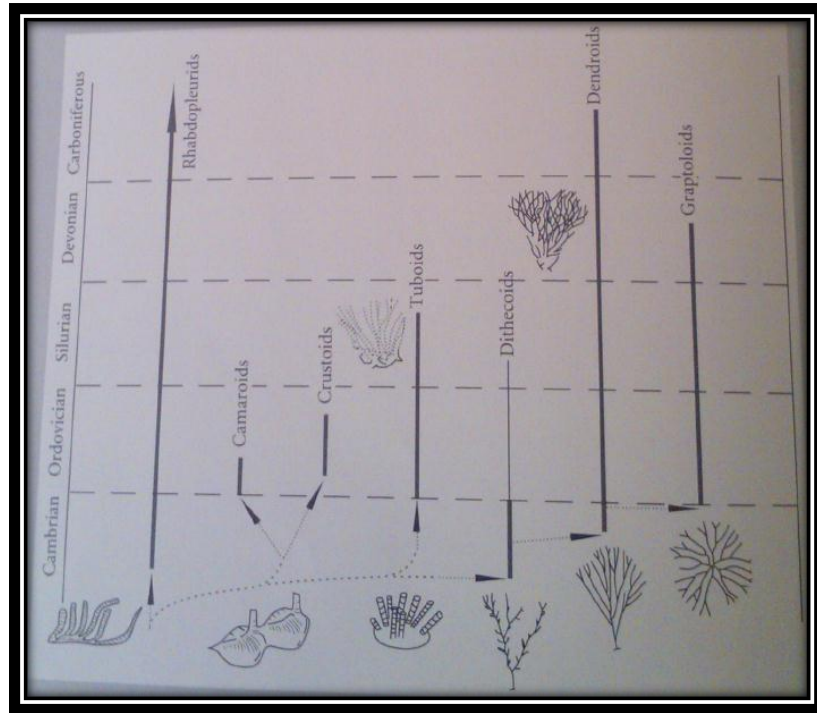 Cambrian
Ordovician
Silurian
Devonian
Carboniferous
Rhabdopleurids
Camaroids
Crustoids
Tuboids
Dithecoids
Dendroids
Graptoloids